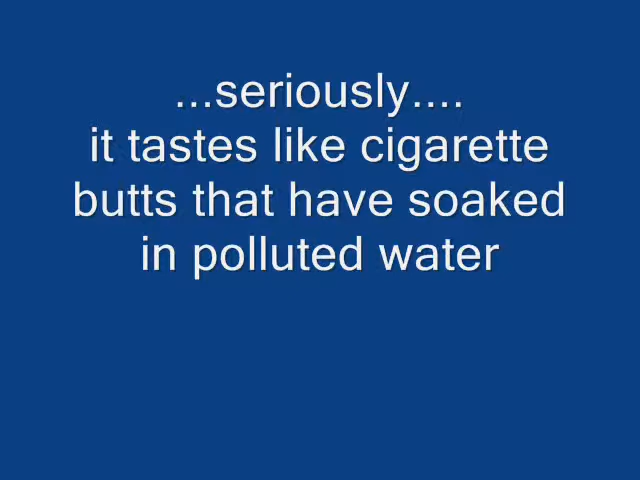 ...seriously....
it tastes like cigarette
butts that have soaked
in polluted water